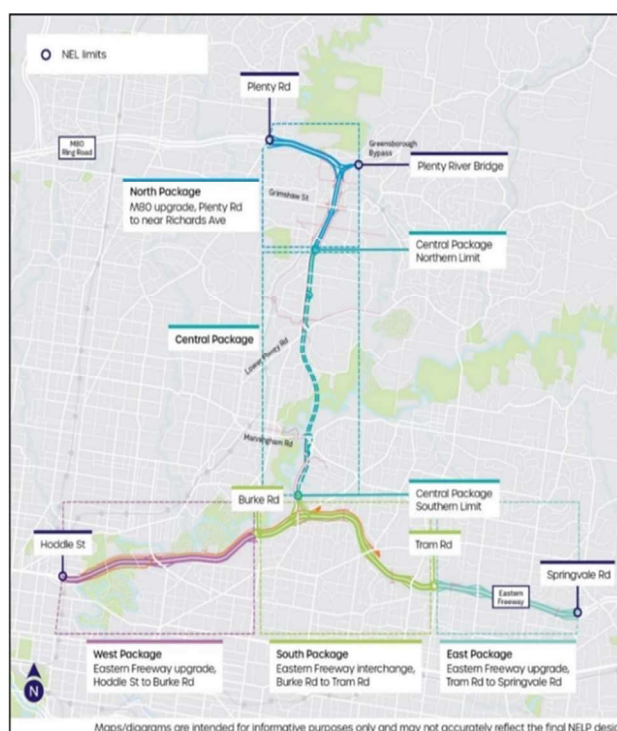 NEL limits
Plenty Rd
M80
Ring Road
Greensborough
Bypass
Plenty River Bridge
North Package
M80 upgrade, Plenty Rd
to near Richards Ave
Grimshaw St
Central Package
Northern Limit
Central Package
Lower Plenty Rd
Manningham Rd
Burke Rd
Central Package
Southern Limit
Hoddle St
Tram Rd
Springvale Rd
Eastern
Freeway
West Package
Eastern Freeway upgrade,
Hoddle St to Burke Rd
South Package
Eastern Freeway interchange,
Burke Rd to Tram Rd
East Package
Eastern Freeway upgrade,
Tram Rd to Springvale Rd
N
Maps/diagrams are intended for informative purposes only and may not accurately reflect the final NELP desig